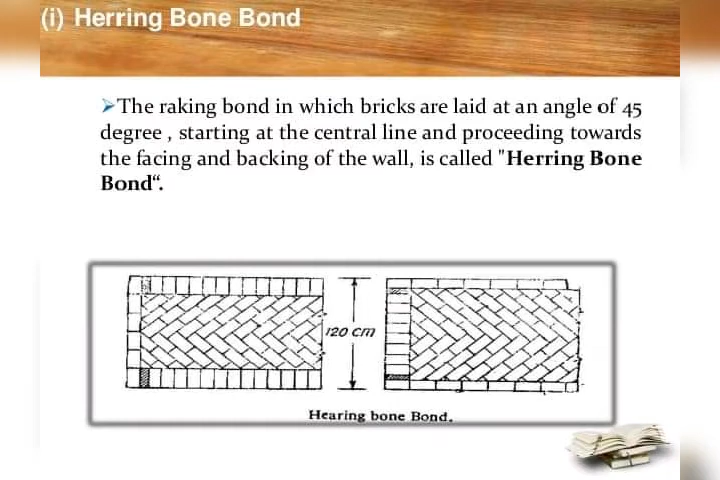 (i) Herring Bone Bond
➢The raking bond in which bricks are laid at an angle of 45
degree , starting at the central line and proceeding towards
the facing and backing of the wall, is called "Herring Bone
Bond“.
120 cm
Hearing bone Bond.